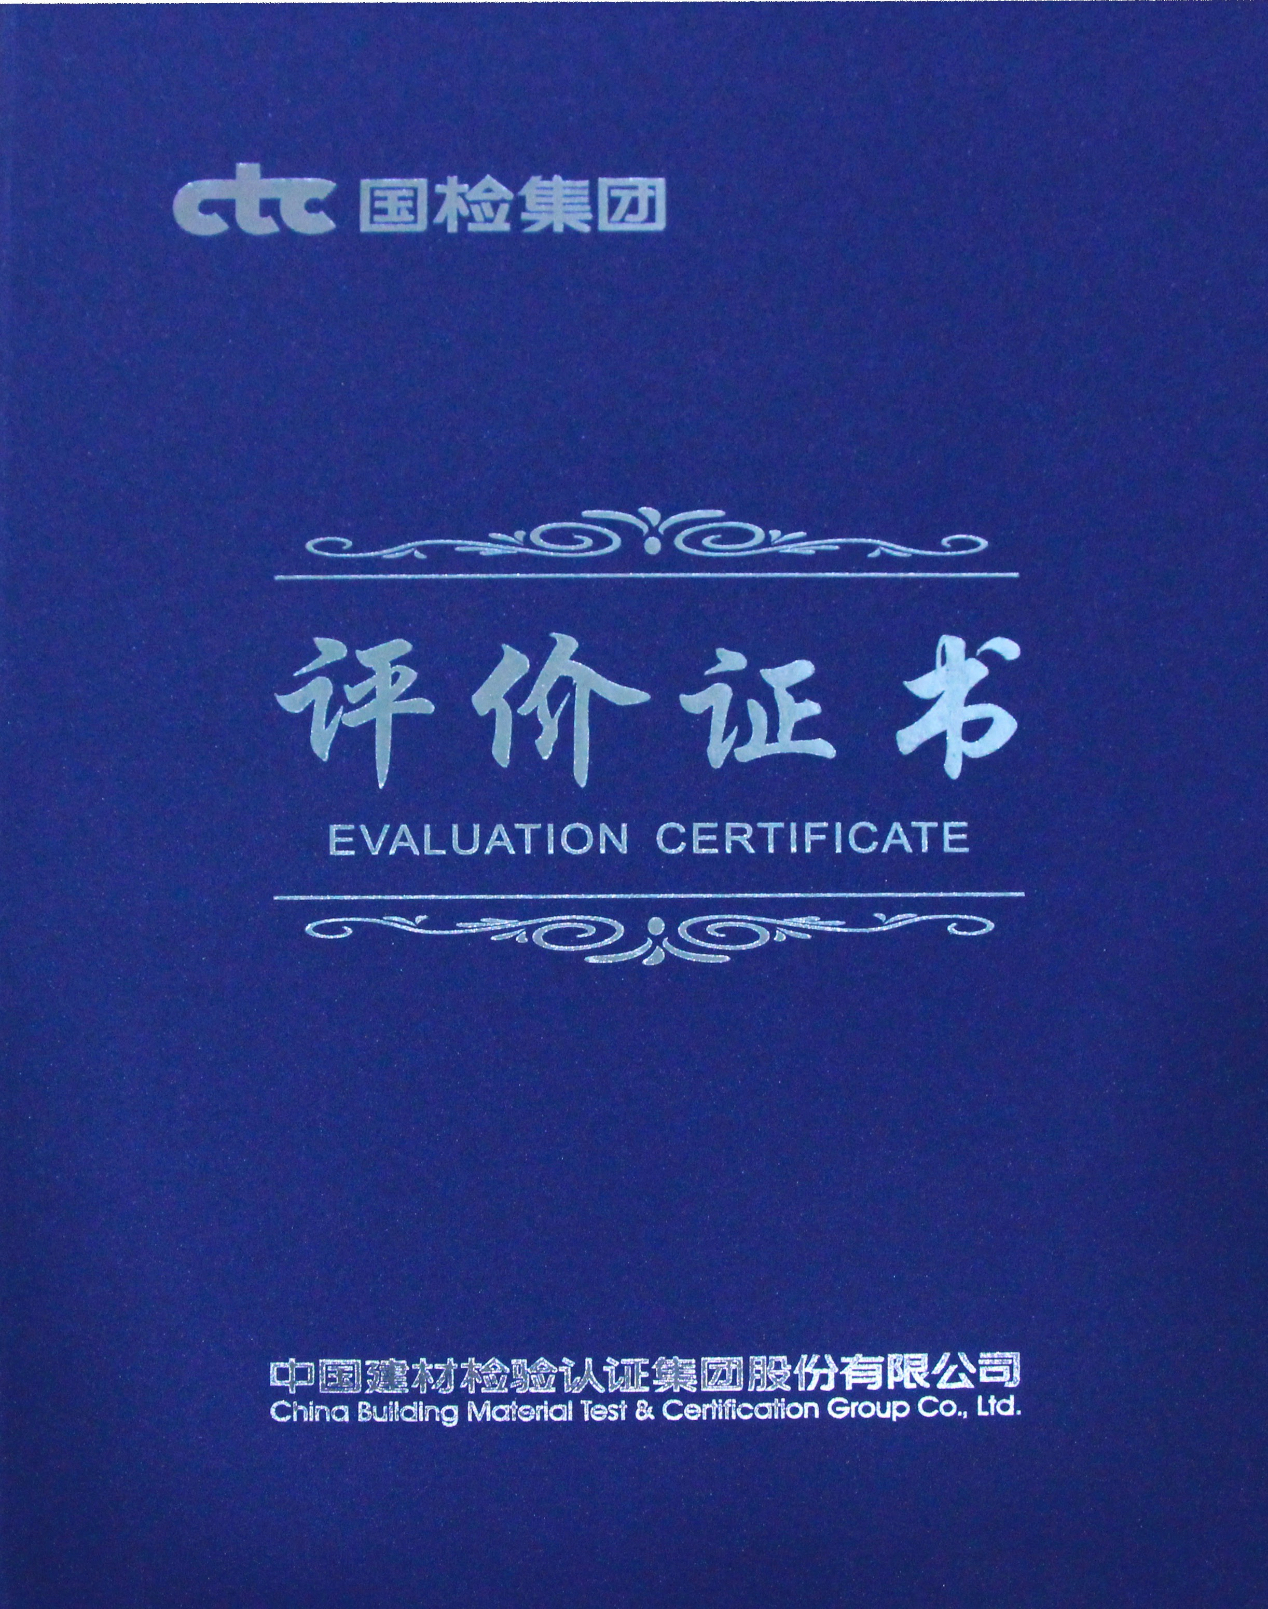 ctc 国检集团
评价证书
EVALUATION CERTIFICATE
中国建材检验认证集团股份有限公司
China Building Material Test & Certification Group Co., Ltd.